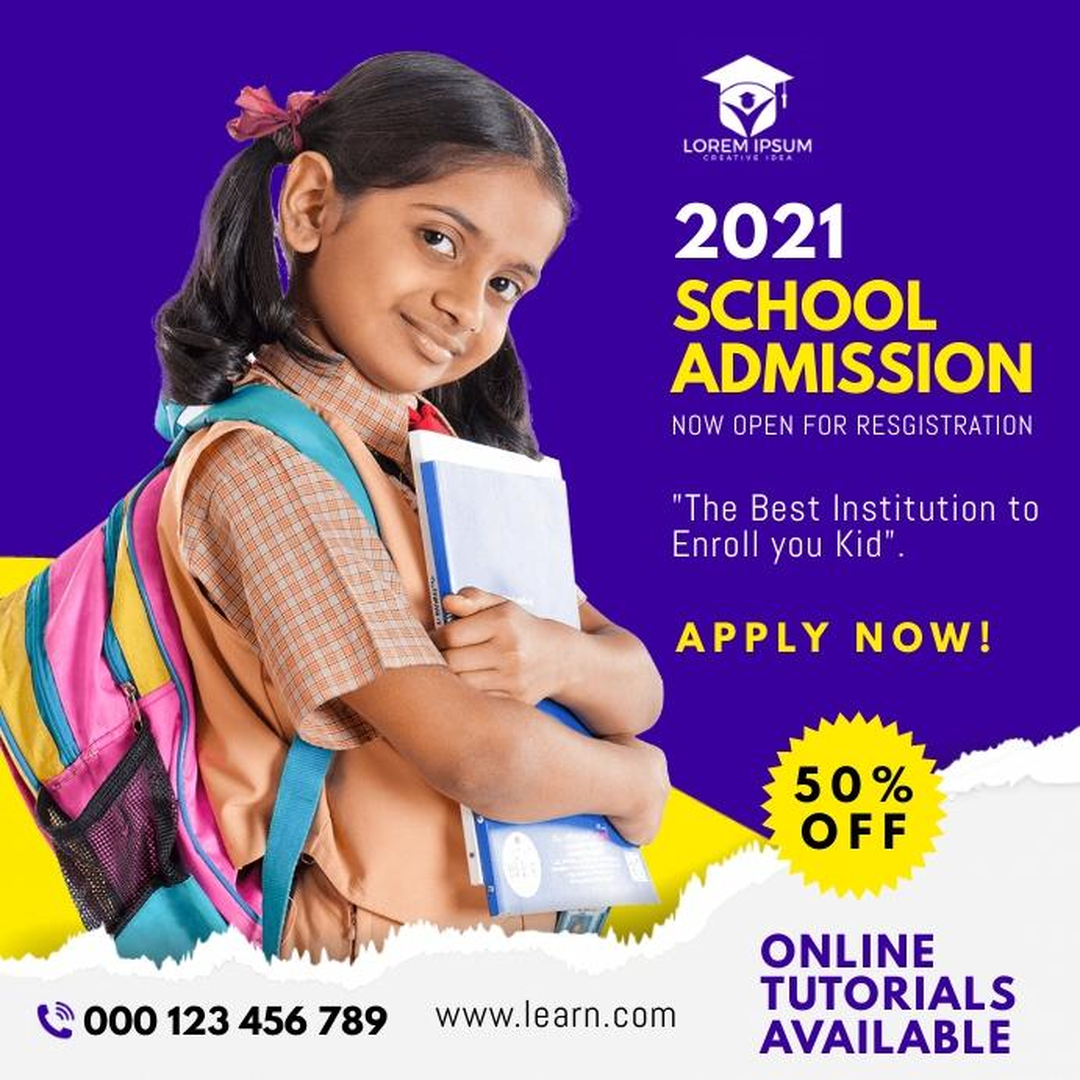 LOREM IPSUM
CREATIVE IDEA
2021
SCHOOL
ADMISSION
NOW OPEN FOR RESGISTRATION
"The Best Institution to
Enroll you Kid".
APPLY NOW!
50%
OFF
ONLINE
TUTORIALS
AVAILABLE
000 123 456 789
www.learn.com